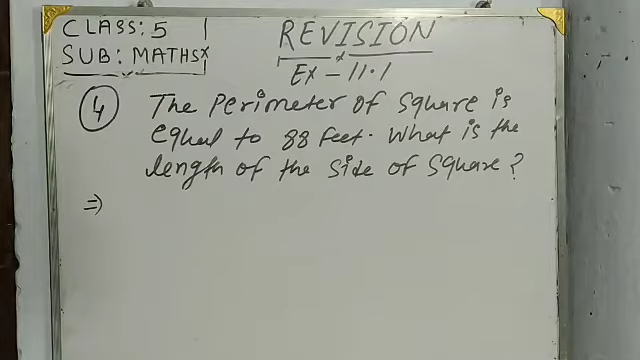 CLASS: 5
SUB: MATHS
REVISION
Ex - 11.1
4 The Perimeter of Square is
equal to 88 feet. What is the
length of the side of Square?
⇒